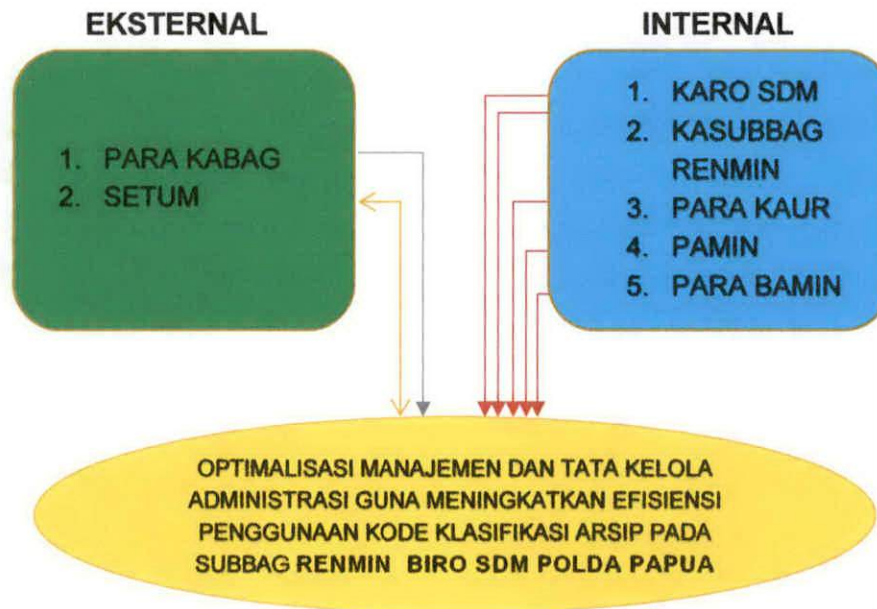 EKSTERNAL
1. PARA KABAG
2. SETUM
INTERNAL
1. KARO SDM
2. KASUBBAG
RENMIN
3. PARA KAUR
4. PAMIN
5. PARA BAMIN
OPTIMALISASI MANAJEMEN DAN TATA KELOLA
ADMINISTRASI GUNA MENINGKATKAN EFISIENSI
PENGGUNAAN KODE KLASIFIKASI ARSIP PADA
SUBBAG RENMIN BIRO SDM POLDA PAPUA